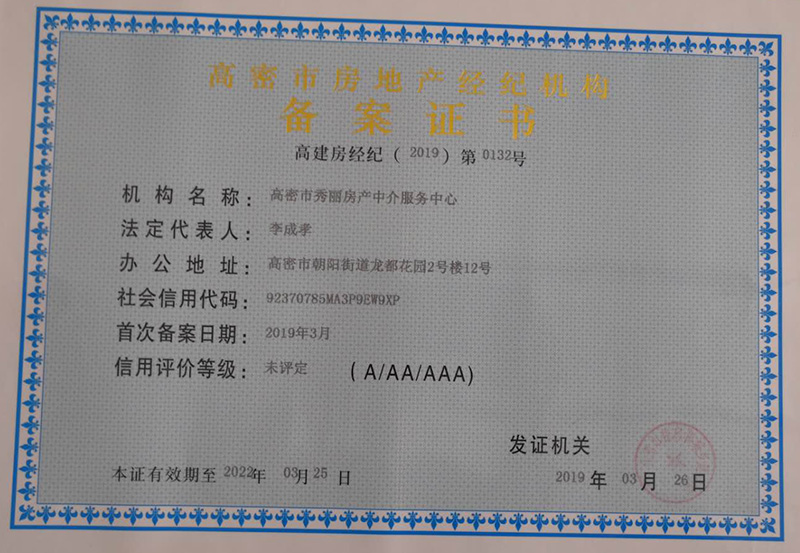 高密市房地产经纪机构
备案证书
高建房经纪（2019）第0132号
机构名称：高密市秀丽房产中介服务中心
法定代表人：李成孝
办公地址：高密市朝阳街道龙都花园2号楼12号
社会信用代码：92370785MA3P9EW9XP
首次备案日期：2019年3月
信用评价等级：未评定 (A/AA/AAA)
发证机关
本证有效期至2022年03月25日
2019年03月26日